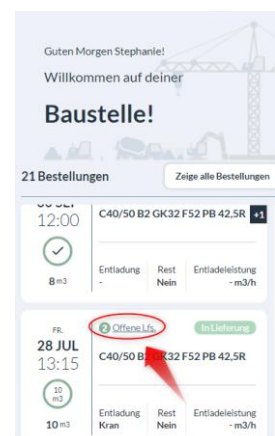 Guten Morgen Stephanie!
Willkommen auf deiner
Baustelle!
21 Bestellungen
Zeige alle Bestellungen
30 SEP
12:00
C40/50 B2 GK32 F52 PB 42,5R +1
8 m3
Entladung Rest Entladeleistung
- Nein - m3/h
FR.
28 JUL
13:15
2 Offene Lfs. In Lieferung
C40/50 B2 GK32 F52 PB 42,5R
10 m3
10 m3
Entladung Rest Entladeleistung
Kran Nein - m3/h